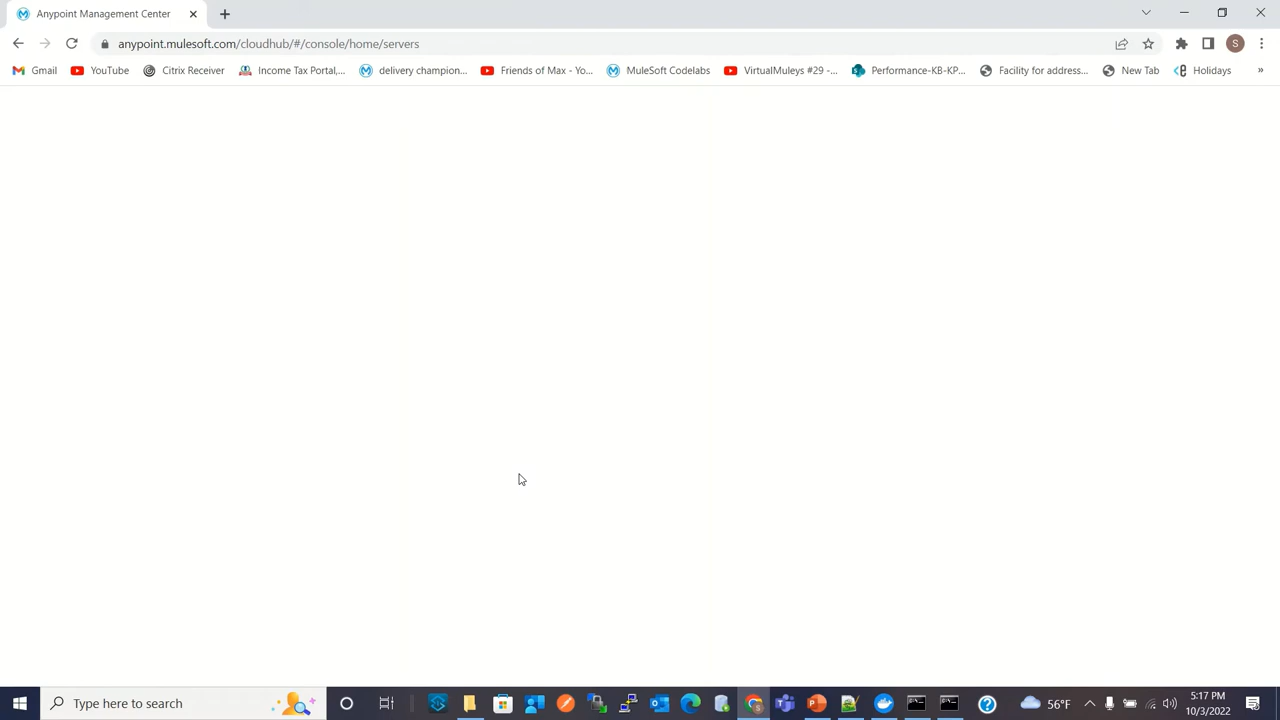 Anypoint Management Center
anypoint.mulesoft.com/cloudhub/#/console/home/servers
S
Gmail YouTube Citrix Receiver Income Tax Portal,... delivery champion... Friends of Max - Yo... MuleSoft Codelabs VirtualMuleys #29 -... Performance-KB-KP... Facility for address... New Tab Holidays »
Type here to search
56°F
5:17 PM
10/3/2022